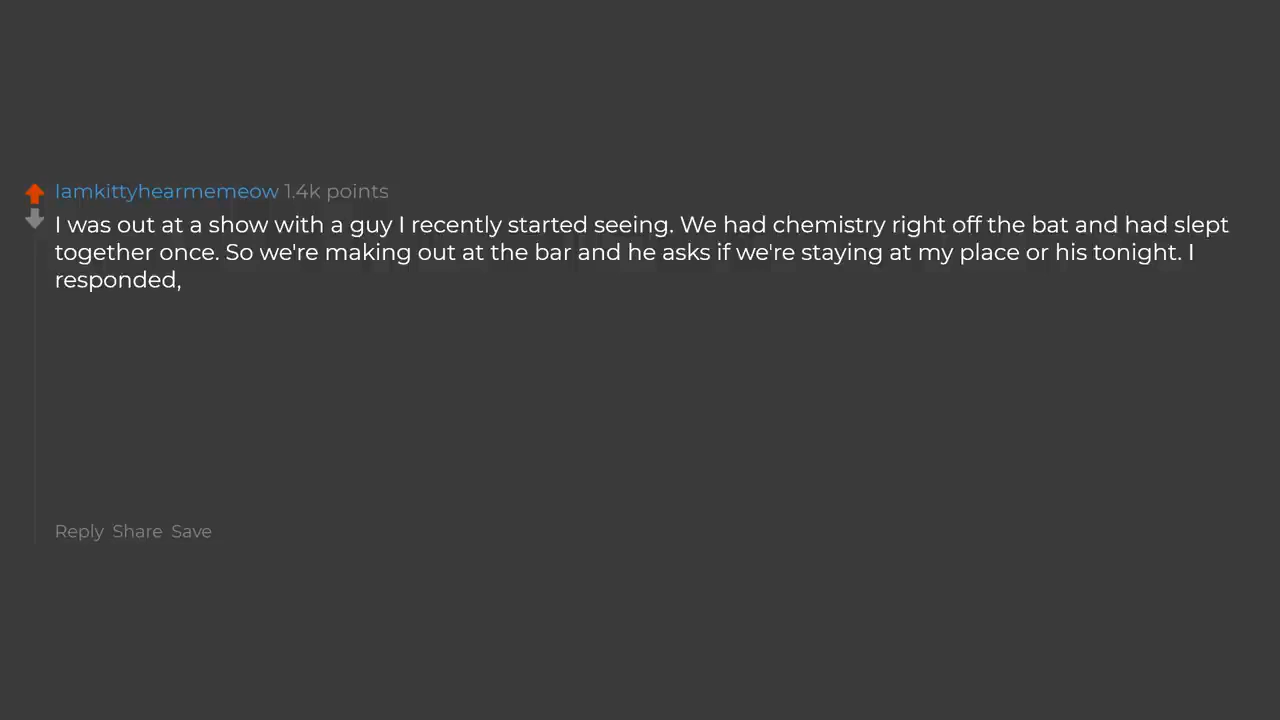 Iamkittyhearmemeow 1.4k points
I was out at a show with a guy I recently started seeing. We had chemistry right off the bat and had slept
together once. So we're making out at the bar and he asks if we're staying at my place or his tonight. I
responded,
Reply Share Save